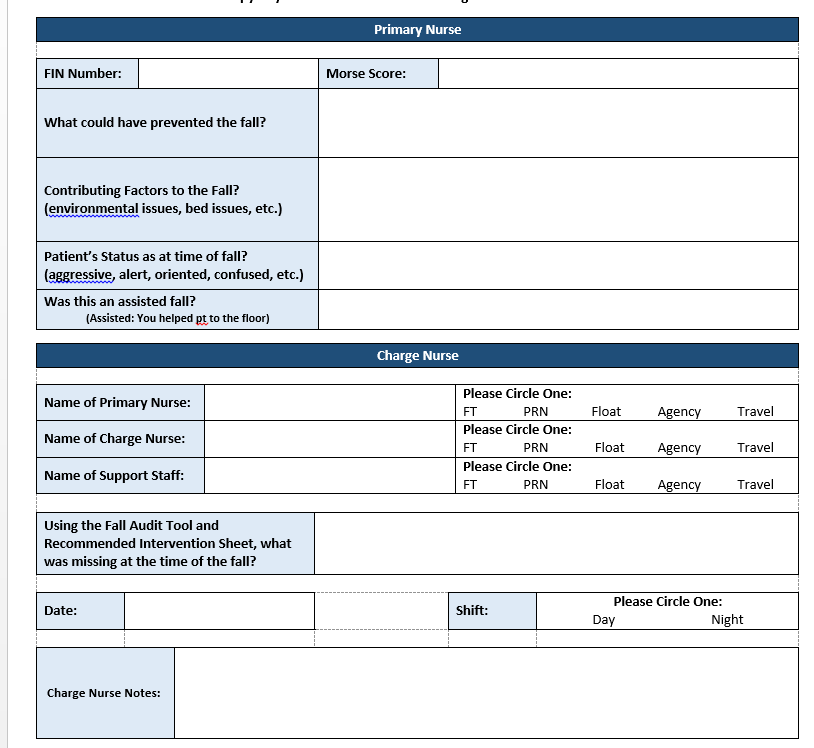 Primary Nurse
FIN Number:
Morse Score:
What could have prevented the fall?
Contributing Factors to the Fall?
(environmental issues, bed issues, etc.)
Patient’s Status as at time of fall?
(aggressive, alert, oriented, confused, etc.)
Was this an assisted fall?
(Assisted: You helped pt to the floor)
Charge Nurse
Name of Primary Nurse:
Please Circle One:
FT PRN Float Agency Travel
Name of Charge Nurse:
Please Circle One:
FT PRN Float Agency Travel
Name of Support Staff:
Please Circle One:
FT PRN Float Agency Travel
Using the Fall Audit Tool and
Recommended Intervention Sheet, what
was missing at the time of the fall?
Date:
Shift:
Please Circle One:
Day Night
Charge Nurse Notes: